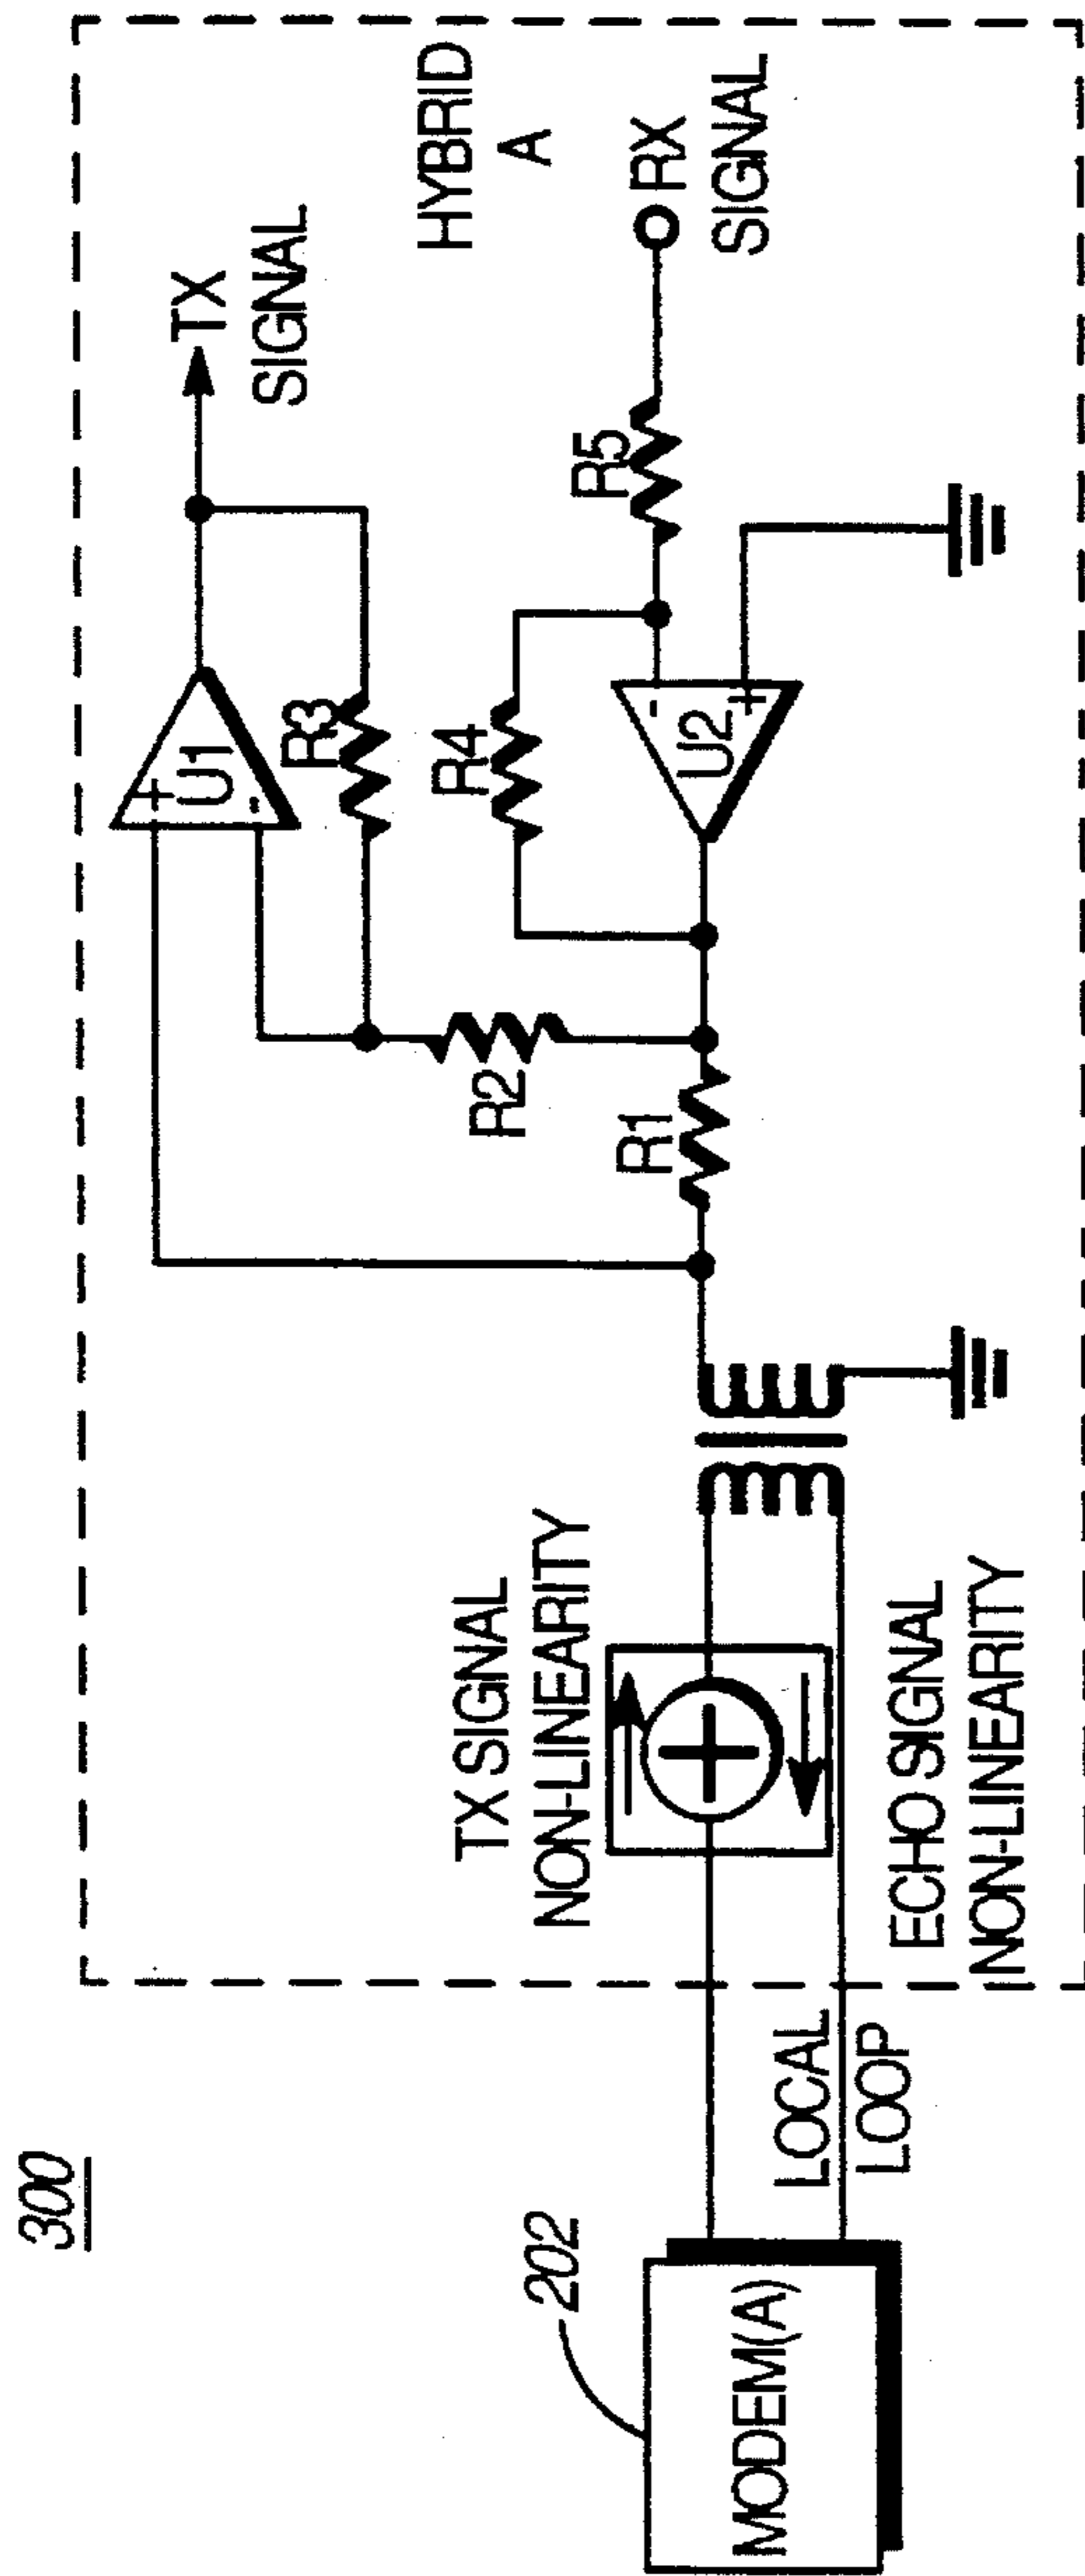 300
202
MODEM(A)
LOCAL
LOOP
TX SIGNAL
NON-LINEARITY
+
ECHO SIGNAL
NON-LINEARITY
R1
R2
R3
R4
R5
+
U1
-
-
U2
+
TX
SIGNAL
HYBRID
A
RX
SIGNAL